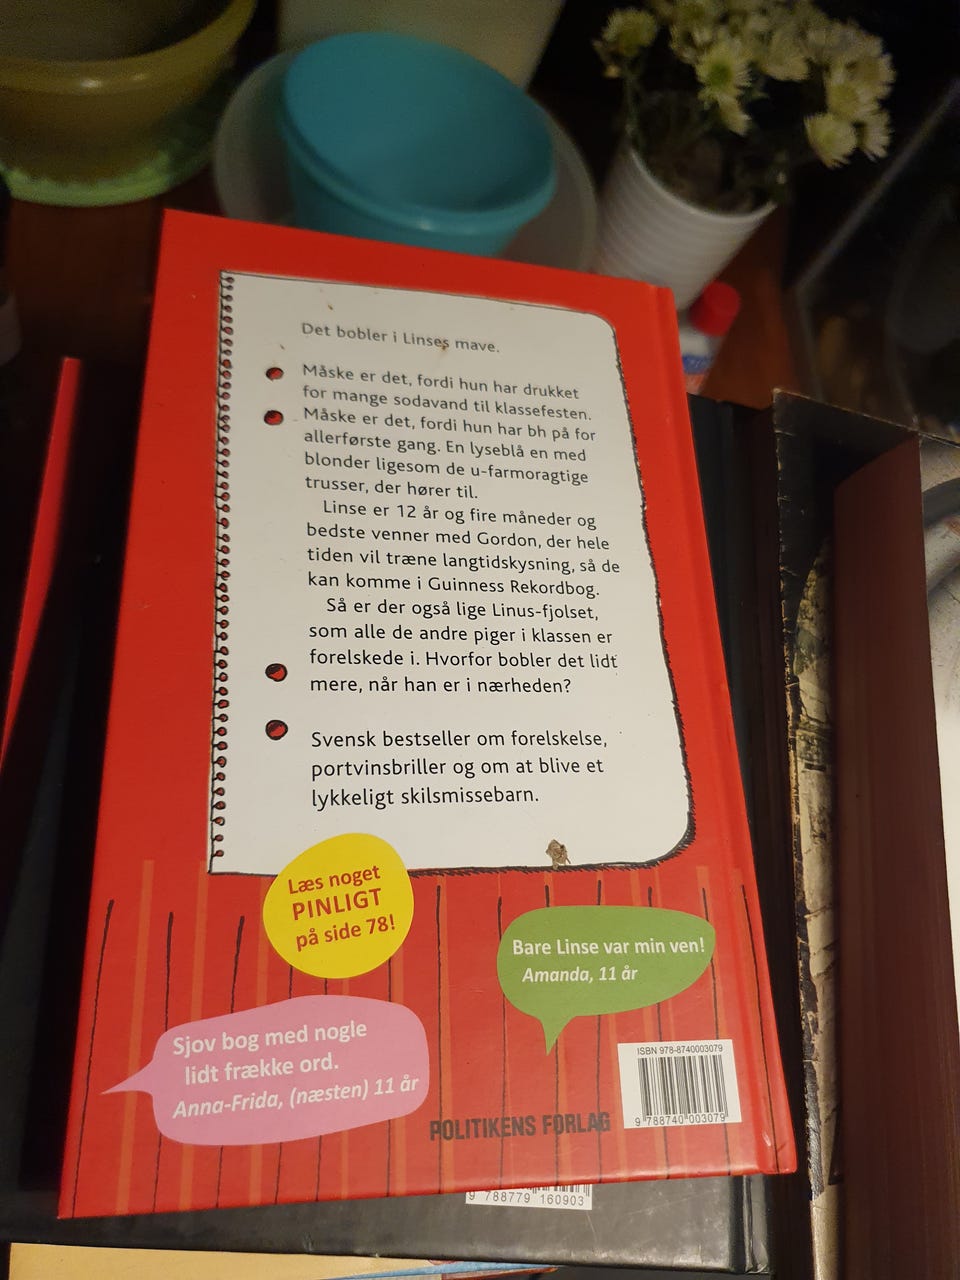 Det bobler i Linses mave.
Måske er det, fordi hun har drukket
for mange sodavand til klassefesten.
Måske er det, fordi hun har bh på for
allerførste gang. En lyseblå en med
blonder ligesom de u-farmoragtige
trusser, der hører til.
Linse er 12 år og fire måneder og
bedste venner med Gordon, der hele
tiden vil træne langtidskysning, så de
kan komme i Guinness Rekordbog.
Så er der også lige Linus-fjolset,
som alle de andre piger i klassen er
forelskede i. Hvorfor bobler det lidt
mere, når han er i nærheden?
Svensk bestseller om forelskelse,
portvinsbriller og om at blive et
lykkeligt skilsmissebarn.
Læs noget
PINLIGT
på side 78!
Bare Linse var min ven!
Amanda, 11 år
Sjov bog med nogle
lidt frække ord.
Anna-Frida, (næsten) 11 år
POLITIKENS FORLAG
ISBN 978-8740003079
9 788740 003079
9 788779 160903